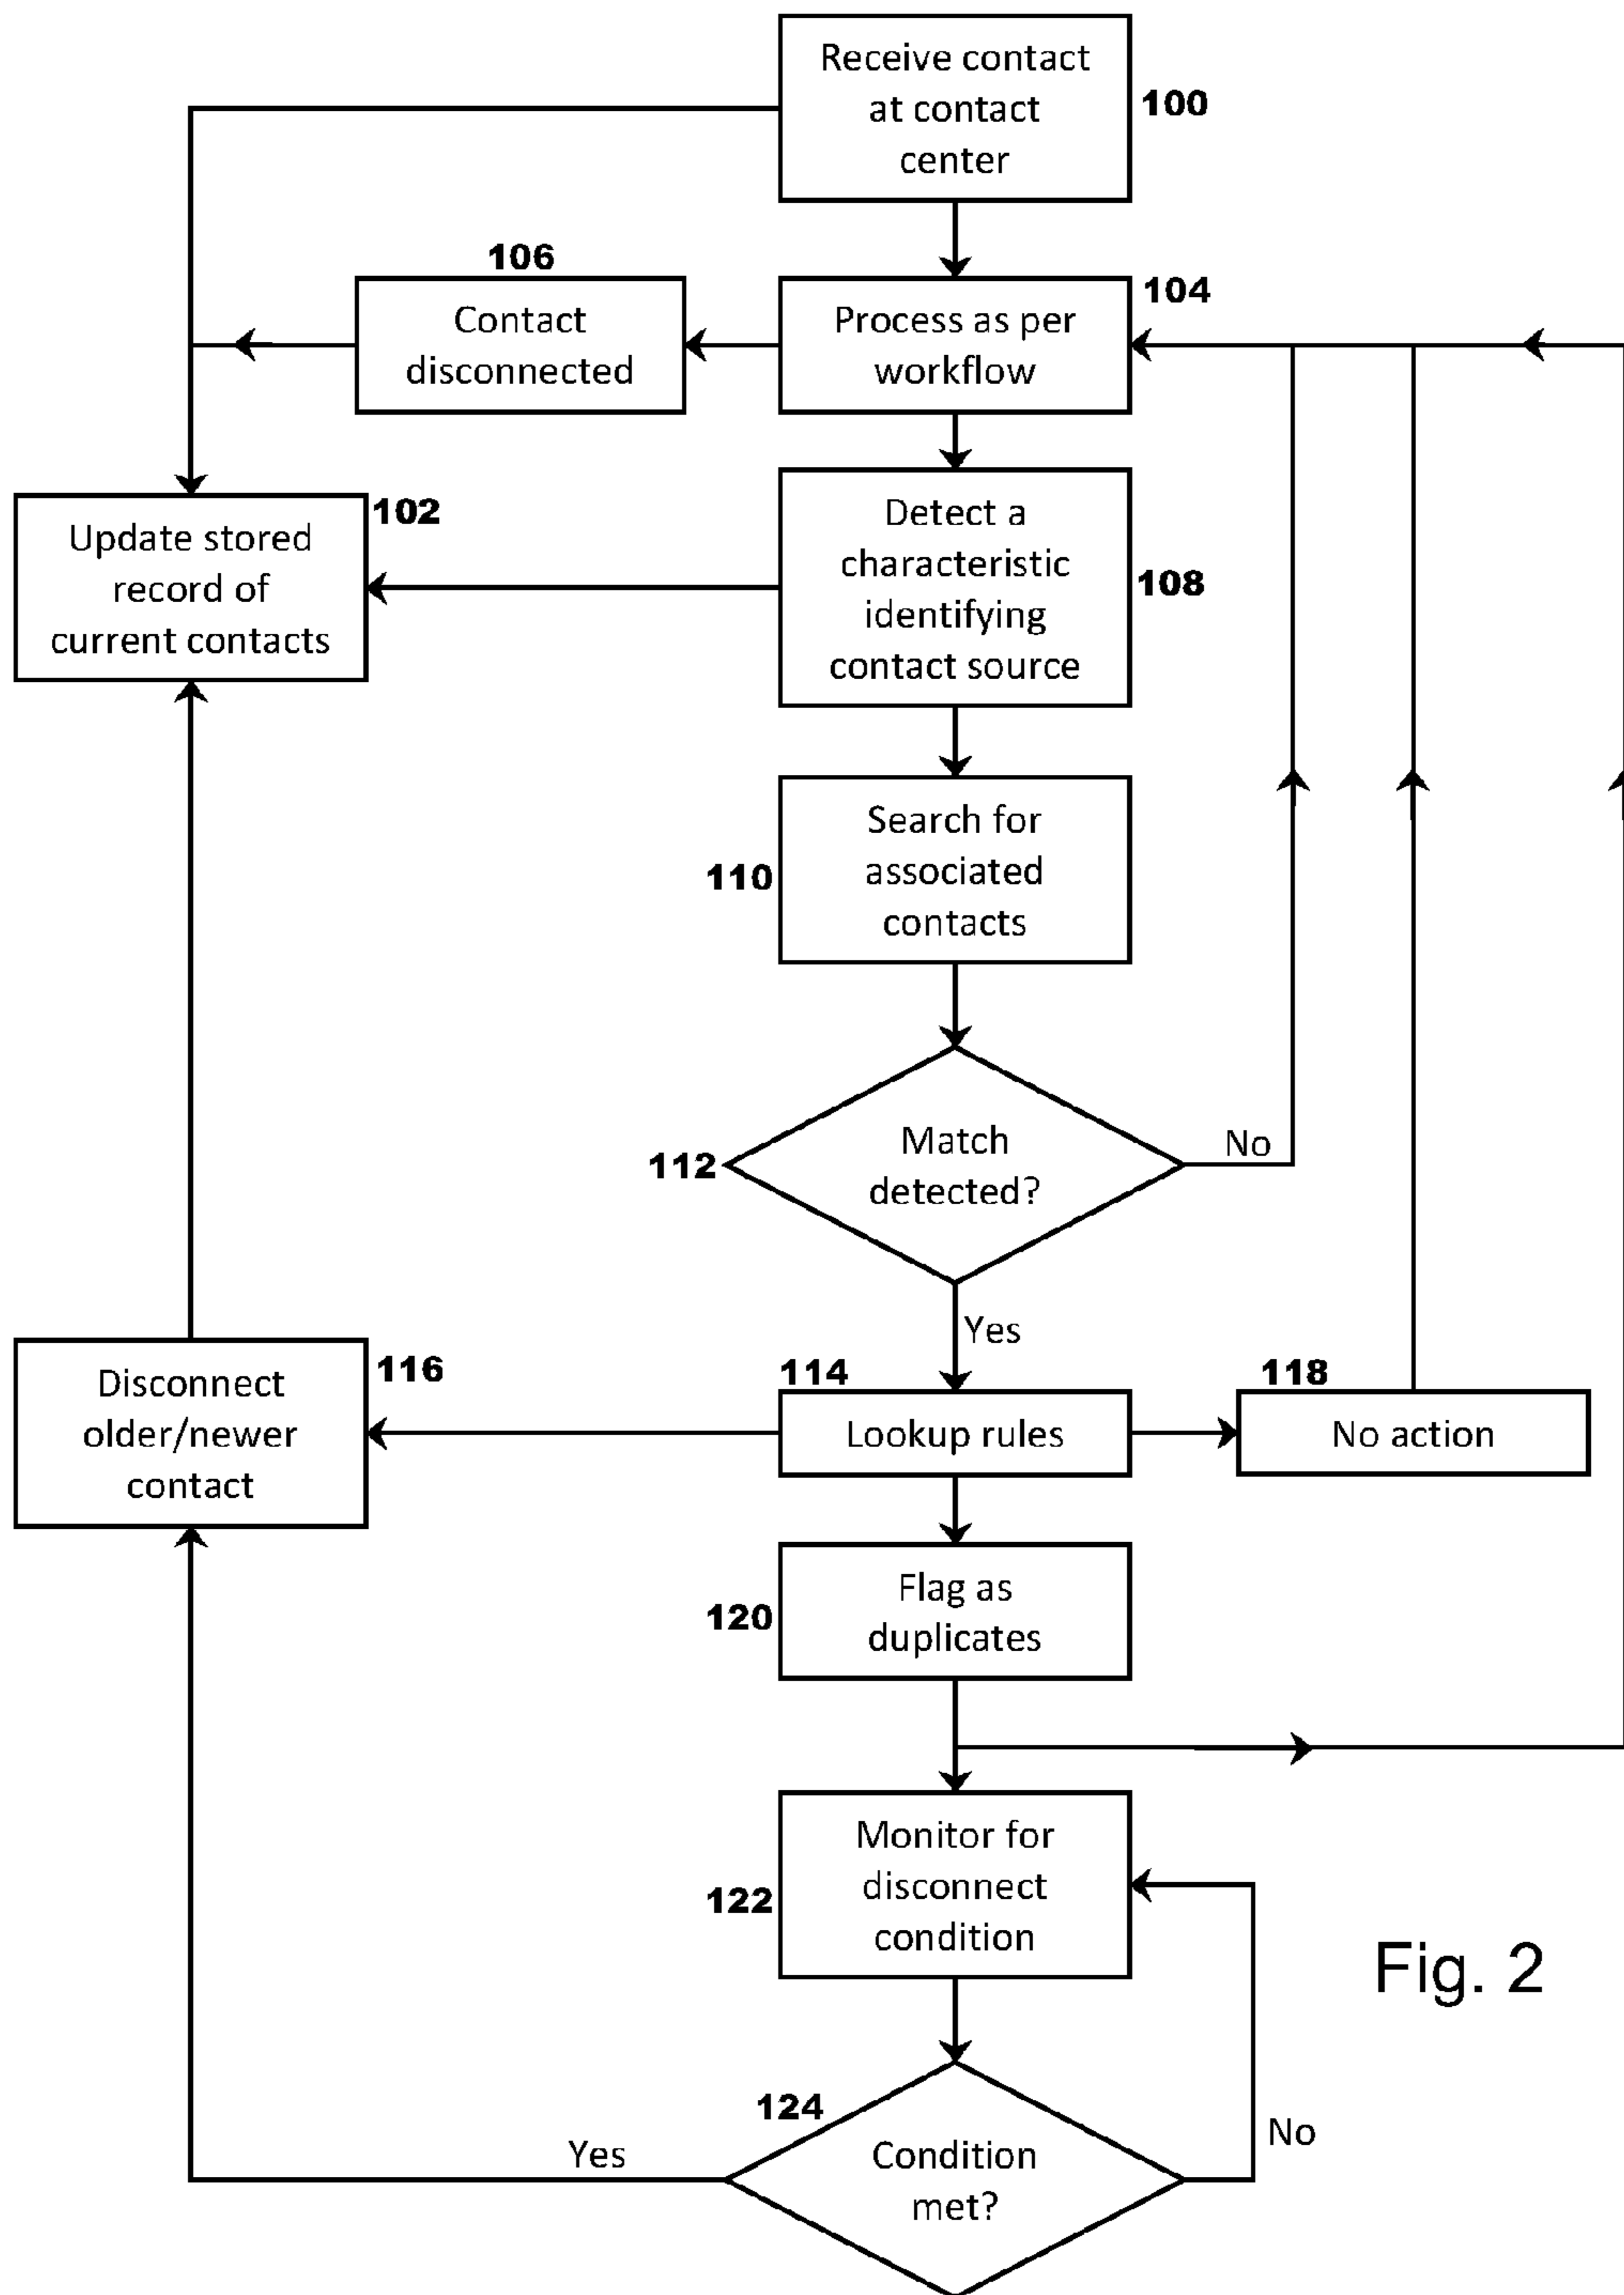 Receive contact
at contact
center
100
106
Contact
disconnected
Process as per
workflow
104
Update stored
record of
current contacts
102
Detect a
characteristic
identifying
contact source
108
110
Search for
associated
contacts
112
Match
detected?
No
Yes
Disconnect
older/newer
contact
116
114
Lookup rules
118
No action
120
Flag as
duplicates
122
Monitor for
disconnect
condition
Fig. 2
124
Condition
met?
Yes
No